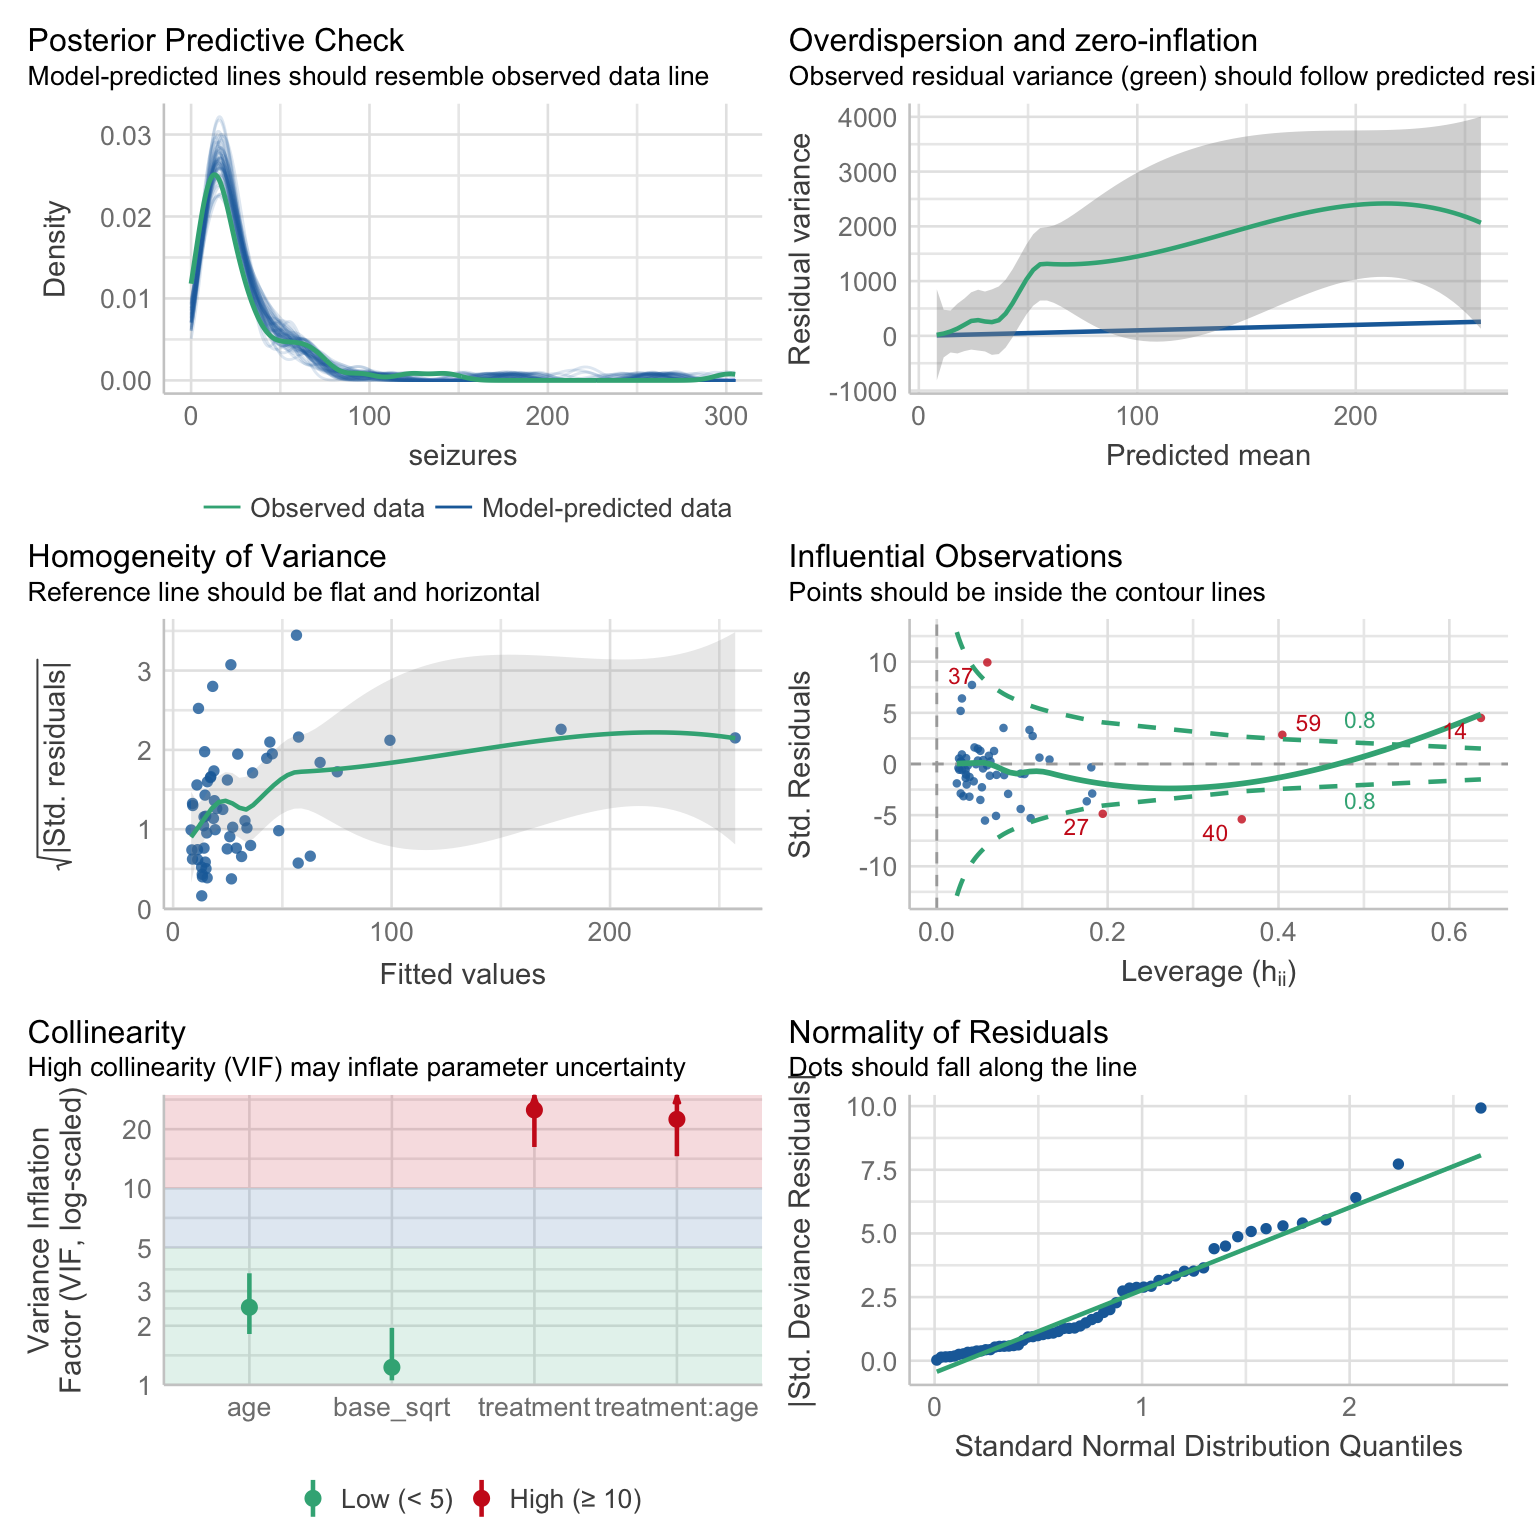 Posterior Predictive Check
Model-predicted lines should resemble observed data line
Density
0.03
0.02
0.01
0.00
0
100
200
300
seizures
Observed data
Model-predicted data
Overdispersion and zero-inflation
Observed residual variance (green) should follow predicted resi
Residual variance
4000
3000
2000
1000
0
-1000
0
100
200
Predicted mean
Homogeneity of Variance
Reference line should be flat and horizontal
√|Std. residuals|
3
2
1
0
0
100
200
Fitted values
Influential Observations
Points should be inside the contour lines
Std. Residuals
10
5
0
-5
-10
37
59
0.8
14
0.8
27
40
0.0
0.2
0.4
0.6
Leverage (hii)
Collinearity
High collinearity (VIF) may inflate parameter uncertainty
Variance Inflation
Factor (VIF, log-scaled)
20
10
5
3
2
1
age
base_sqrt
treatment
treatment:age
Low (< 5)
High (≥ 10)
Normality of Residuals
Dots should fall along the line
|Std. Deviance Residuals|
10.0
7.5
5.0
2.5
0.0
0
1
2
Standard Normal Distribution Quantiles